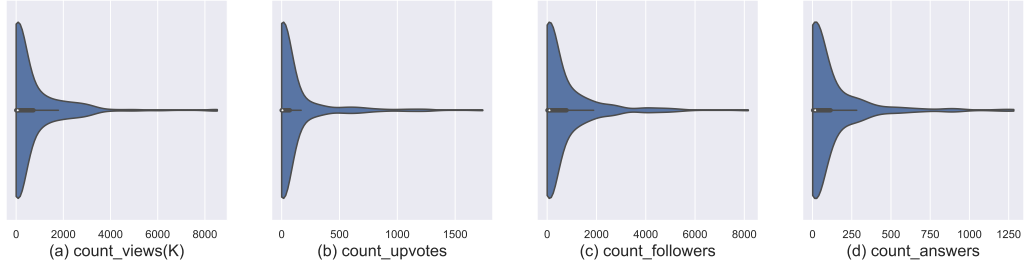 0 2000 4000 6000 8000
(a) count_views(K)
0 500 1000 1500
(b) count_upvotes
0 2000 4000 6000 8000
(c) count_followers
0 250 500 750 1000 1250
(d) count_answers